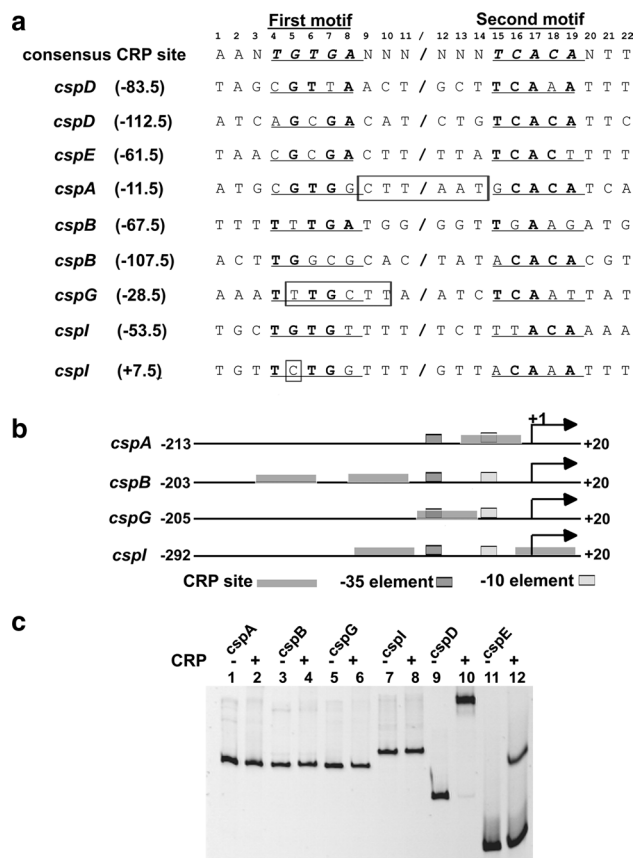 a
First motif Second motif
1 2 3 4 5 6 7 8 9 10 11 / 12 13 14 15 16 17 18 19 20 21 22
consensus CRP site A A N T G T G A N N N / N N N T C A C A N T T
cspD (-83.5) T A G C G T T A A C T / G C T T C A A A T T T
cspD (-112.5) A T C A G C G A C A T / C T G T C A C A T T C
cspE (-61.5) T A A C G C G A C T T / T T A T C A C T T T T
cspA (-11.5) A T G C G T G G C T T / A A T G C A C A T C A
cspB (-67.5) T T T T T T G A T G G / G G T T G A A G A T G
cspB (-107.5) A C T T G G C G C A C / T A T A C A C A C G T
cspG (-28.5) A A A T T T G C T T A / A T C T C A A T T A T
cspI (-53.5) T G C T G T G T T T T / T C T T T A C A A A A
cspI (+7.5) T G T T C T G G T T T / G T T A C A A A T T T
b
+1
cspA -213 +20
cspB -203 +20
cspG -205 +20
cspI -292 +20
CRP site -35 element -10 element
c
cspA cspB cspG cspI cspD cspE
CRP - + - + - + - + - + - +
1 2 3 4 5 6 7 8 9 10 11 12